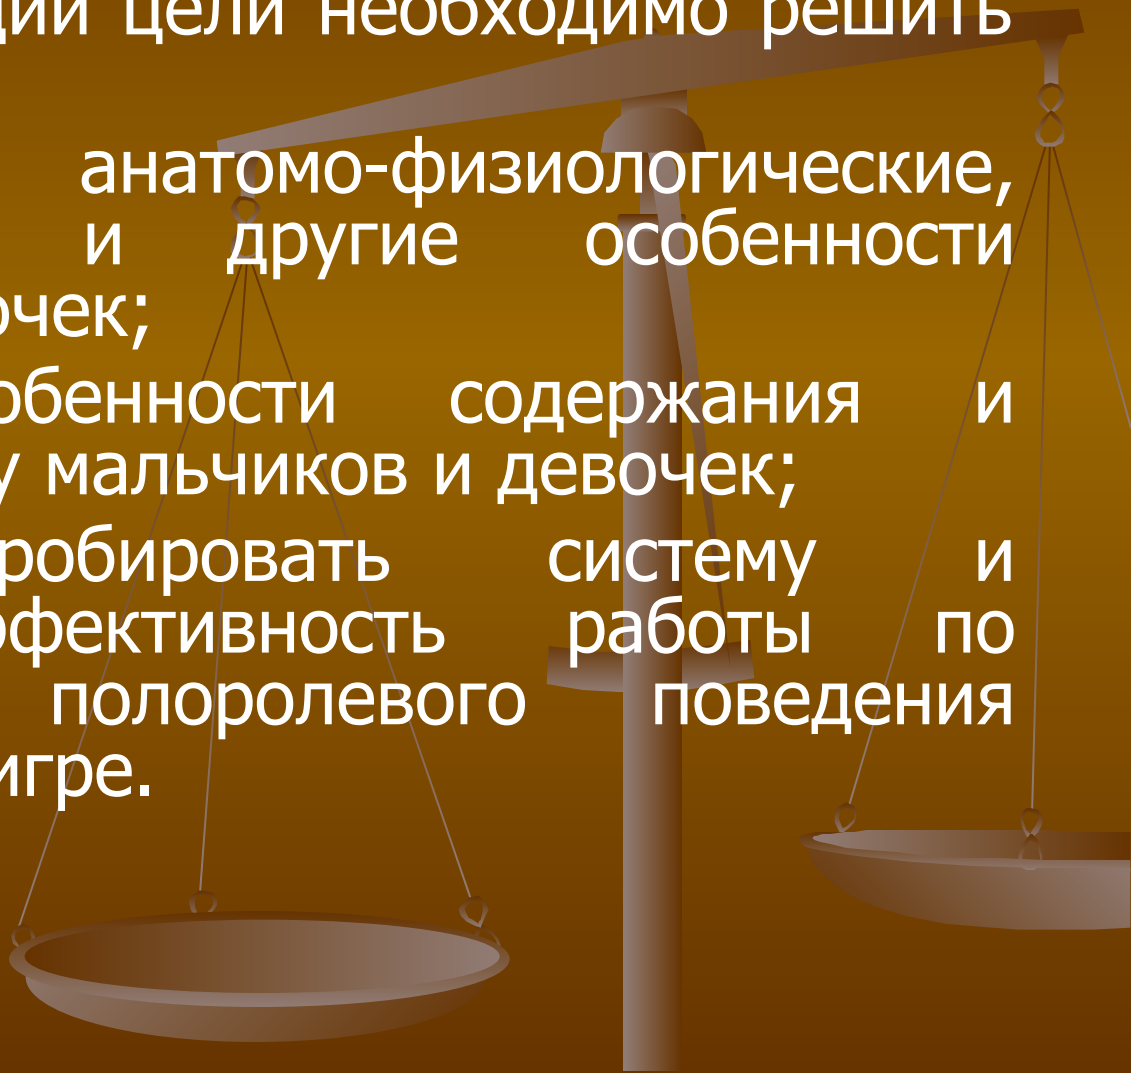 ции цели необходимо решить
анатомо-физиологические,
и другие особенности
очек;
обенности содержания и
у мальчиков и девочек;
робировать систему и
фективность работы по
полоролевого поведения
игре.